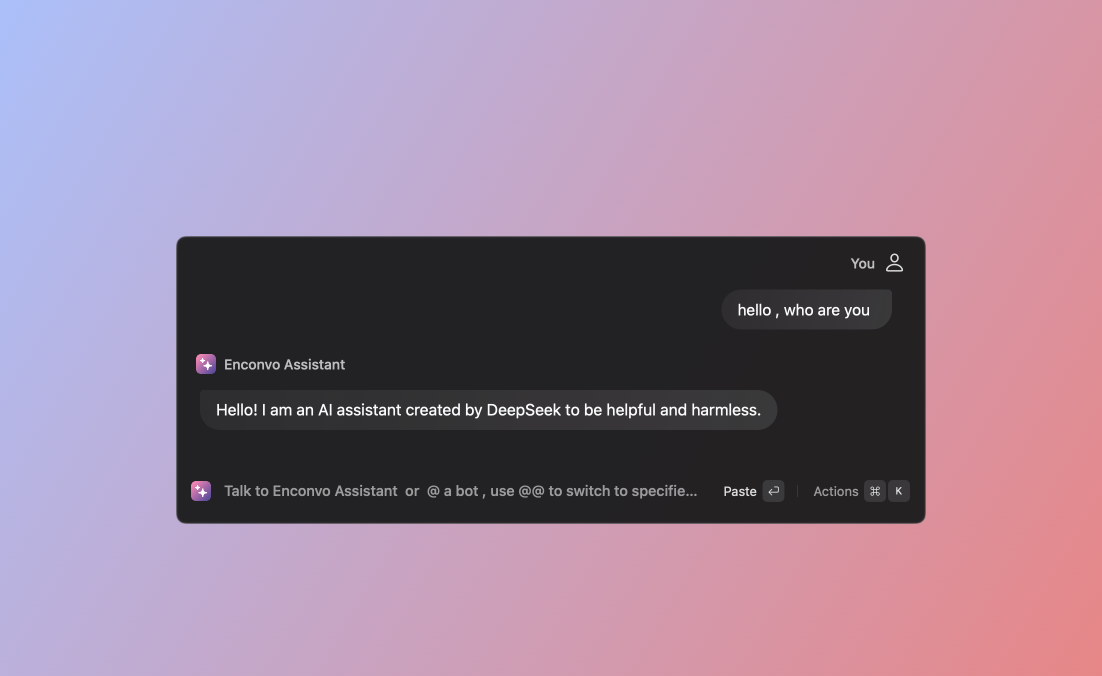 You
hello , who are you
Enconvo Assistant
Hello! I am an AI assistant created by DeepSeek to be helpful and harmless.
Talk to Enconvo Assistant or @ a bot , use @@ to switch to specifie... Paste Actions ⌘ K